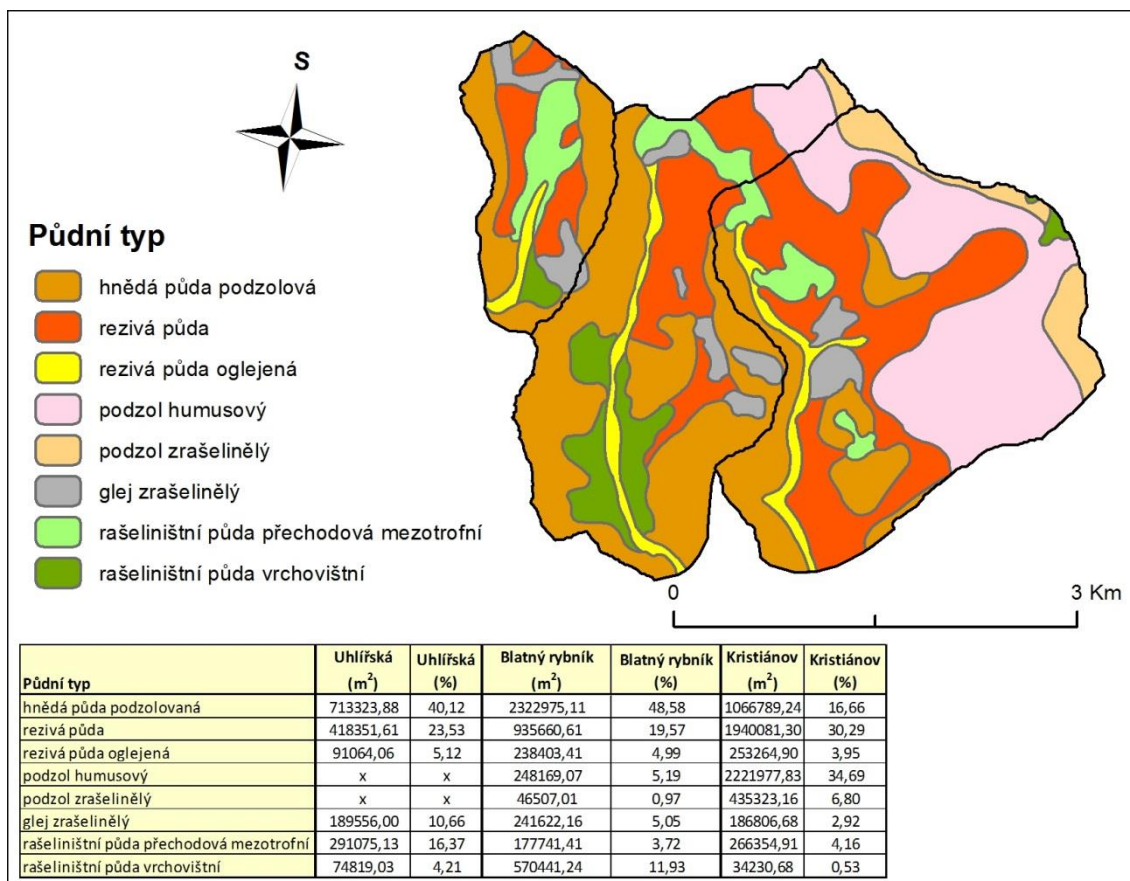 S
Půdní typ
hnědá půda podzolová
rezivá půda
rezivá půda oglejená
podzol humusový
podzol zrašelinělý
glej zrašelinělý
rašeliništní půda přechodová mezotrofní
rašeliništní půda vrchovištní
0 3 Km
Půdní typ Uhlířská (m²) Uhlířská (%) Blatný rybník (m²) Blatný rybník (%) Kristiánov (m²) Kristiánov (%)
hnědá půda podzolovaná 713323,88 40,12 2322975,11 48,58 1066789,24 16,66
rezivá půda 418351,61 23,53 935660,61 19,57 1940081,30 30,29
rezivá půda oglejená 91064,06 5,12 238403,41 4,99 253264,90 3,95
podzol humusový x x 248169,07 5,19 2221977,83 34,69
podzol zrašelinělý x x 46507,01 0,97 435323,16 6,80
glej zrašelinělý 189556,00 10,66 241622,16 5,05 186806,68 2,92
rašeliništní půda přechodová mezotrofní 291075,13 16,37 177741,41 3,72 266354,91 4,16
rašeliništní půda vrchovištní 74819,03 4,21 570441,24 11,93 34230,68 0,53